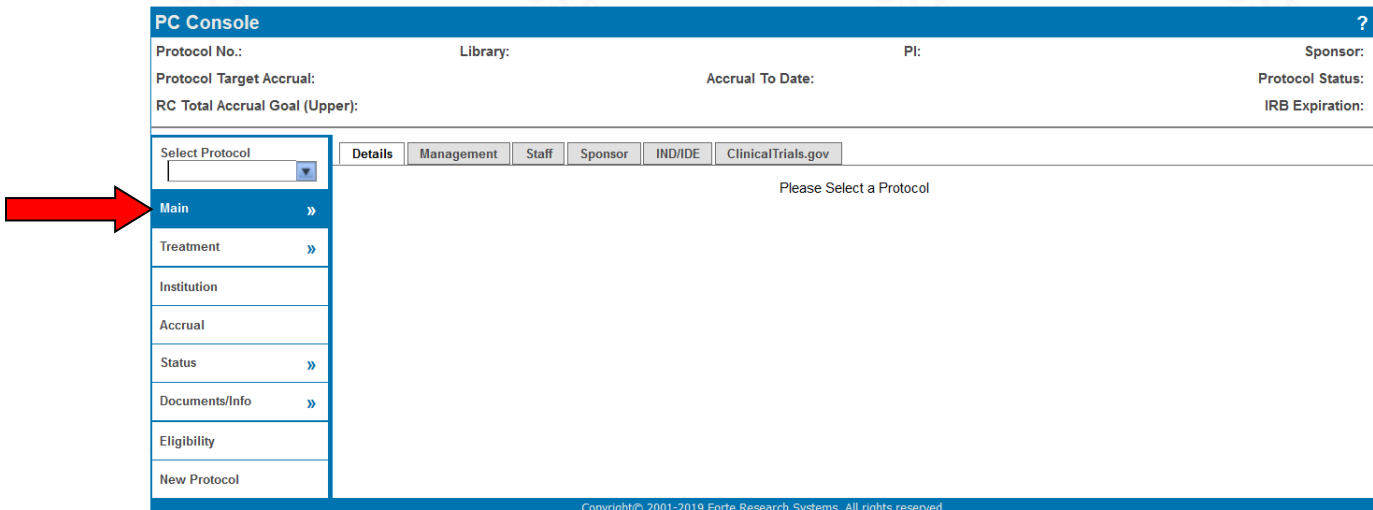 PC Console ?
Protocol No.: Library: PI: Sponsor:
Protocol Target Accrual: Accrual To Date: Protocol Status:
RC Total Accrual Goal (Upper): IRB Expiration:
Select Protocol
Details Management Staff Sponsor IND/IDE ClinicalTrials.gov
Please Select a Protocol
Main »
Treatment »
Institution
Accrual
Status »
Documents/Info »
Eligibility
New Protocol
Copyright© 2001-2019 Forte Research Systems. All rights reserved